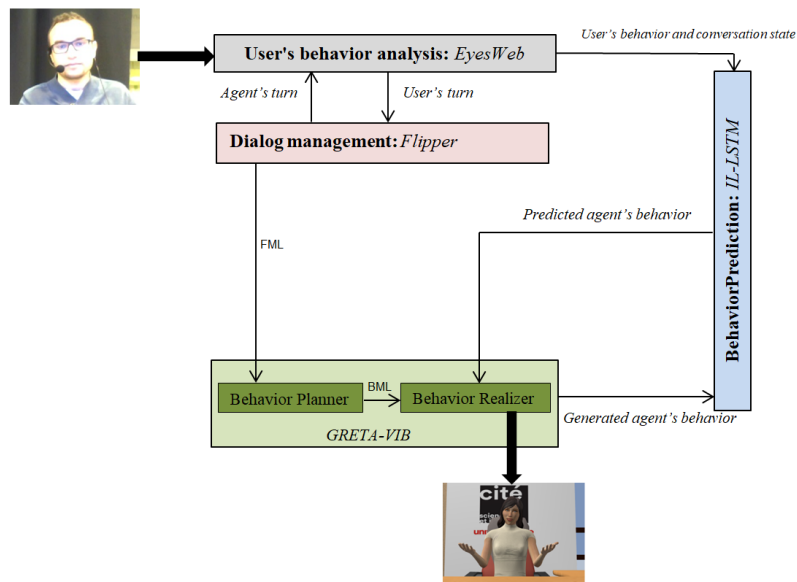 User's behavior and conversation state
User's behavior analysis: EyesWeb
Agent's turn
User's turn
Dialog management: Flipper
BehaviorPrediction: IL-LSTM
Predicted agent's behavior
FML
BML
Behavior Planner
Behavior Realizer
Generated agent's behavior
GRETA-VIB
cité